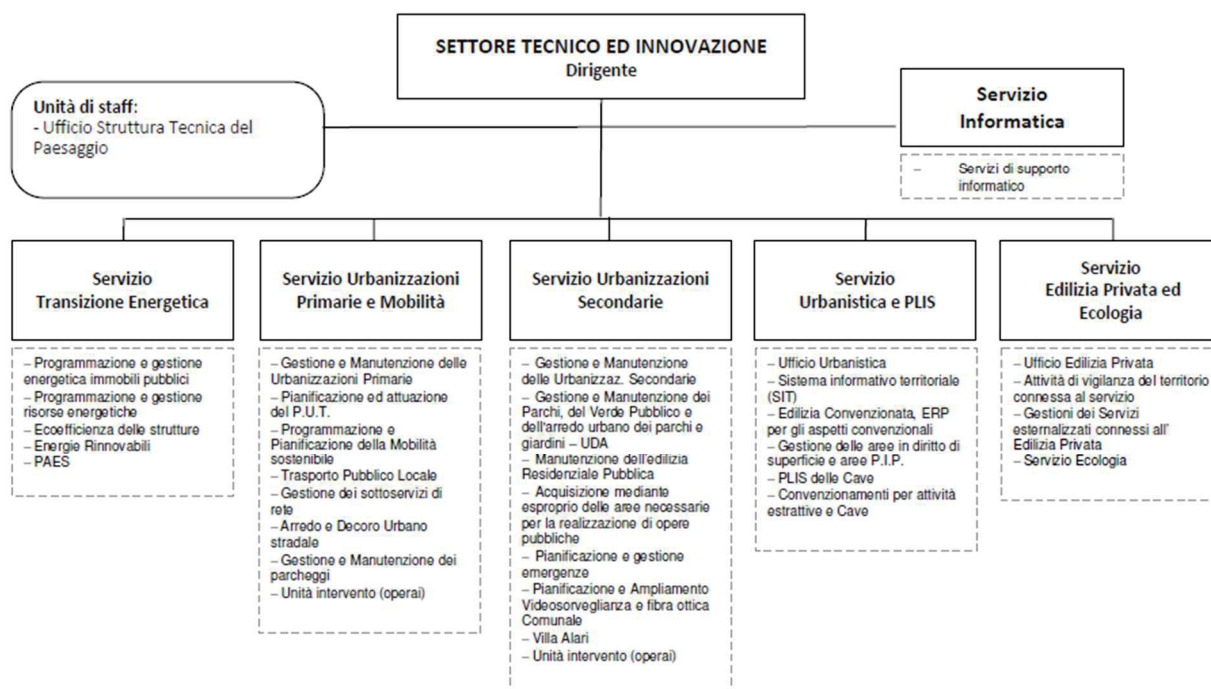 SETTORE TECNICO ED INNOVAZIONE
Dirigente
Unità di staff:
- Ufficio Struttura Tecnica del
Paesaggio
Servizio
Informatica
– Servizi di supporto
informatico
Servizio
Transizione Energetica
– Programmazione e gestione
energetica immobili pubblici
– Programmazione e gestione
risorse energetiche
– Ecoefficienza delle strutture
– Energie Rinnovabili
– PAES
Servizio Urbanizzazioni
Primarie e Mobilità
– Gestione e Manutenzione delle
Urbanizzazioni Primarie
– Pianificazione ed attuazione
del P.U.T.
– Programmazione e
Pianificazione della Mobilità
sostenibile
– Trasporto Pubblico Locale
– Gestione dei sottoservizi di
rete
– Arredo e Decoro Urbano
stradale
– Gestione e Manutenzione dei
parcheggi
– Unità intervento (operai)
Servizio Urbanizzazioni
Secondarie
– Gestione e Manutenzione
delle Urbanizzaz. Secondarie
– Gestione e Manutenzione dei
Parchi, del Verde Pubblico e
dell'arredo urbano dei parchi e
giardini – UDA
– Manutenzione dell'edilizia
Residenziale Pubblica
– Acquisizione mediante
esproprio delle aree necessarie
per la realizzazione di opere
pubbliche
– Pianificazione e gestione
emergenze
– Pianificazione e Ampliamento
Videosorveglianza e fibra ottica
Comunale
– Villa Alari
– Unità intervento (operai)
Servizio
Urbanistica e PLIS
– Ufficio Urbanistica
– Sistema informativo territoriale
(SIT)
– Edilizia Convenzionata, ERP
per gli aspetti convenzionali
– Gestione delle aree in diritto di
superficie e aree P.I.P.
– PLIS delle Cave
– Convenzionamenti per attività
estrattive e Cave
Servizio
Edilizia Privata ed
Ecologia
– Ufficio Edilizia Privata
– Attività di vigilanza del territorio
connessa al servizio
– Gestioni dei Servizi
esternalizzati connessi all'
Edilizia Privata
– Servizio Ecologia